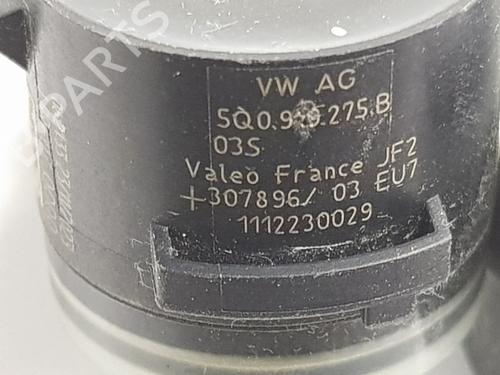 VW AG
5Q0.919.275.B
03S
Valeo France JF2
+307896/ 03 EU7
1112230029